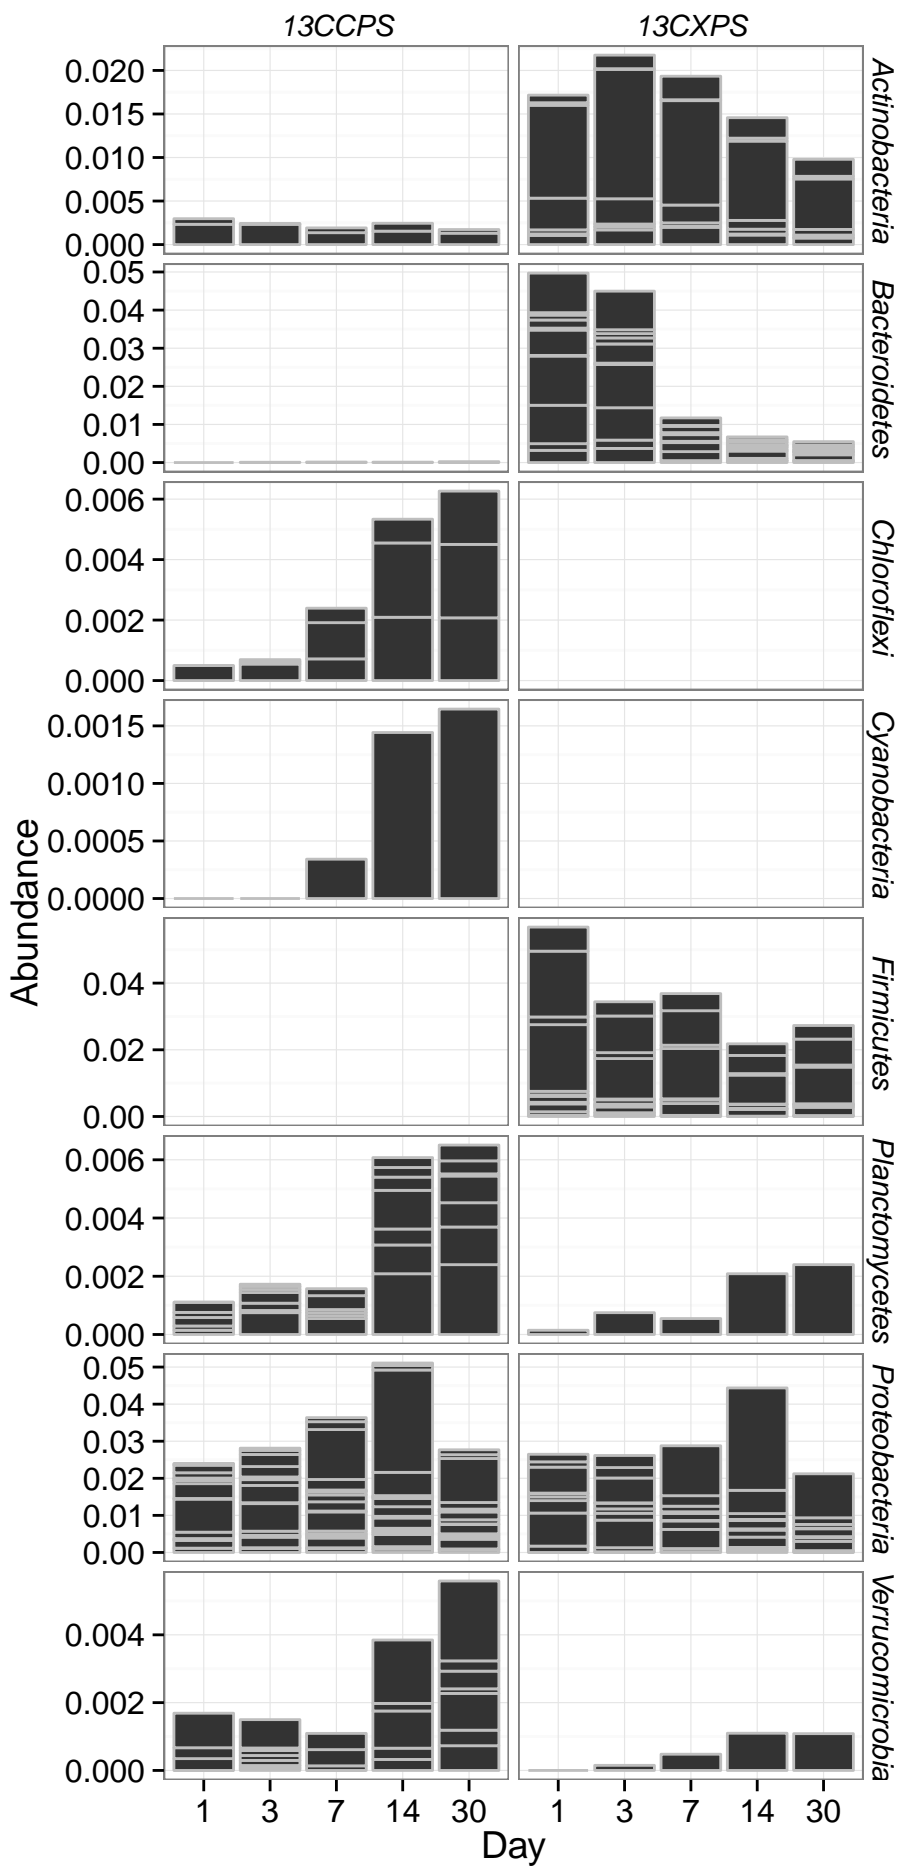 13CCPS 13CXPS
0.020
0.015
0.010
0.005
0.000
Actinobacteria
0.05
0.04
0.03
0.02
0.01
0.00
Bacteroidetes
0.006
0.004
0.002
0.000
Chloroflexi
0.0015
0.0010
0.0005
0.0000
Cyanobacteria
0.04
0.02
0.00
Firmicutes
0.006
0.004
0.002
0.000
Planctomycetes
0.05
0.04
0.03
0.02
0.01
0.00
Proteobacteria
0.004
0.002
0.000
Verrucomicrobia
Abundance
1 3 7 14 30 1 3 7 14 30
Day